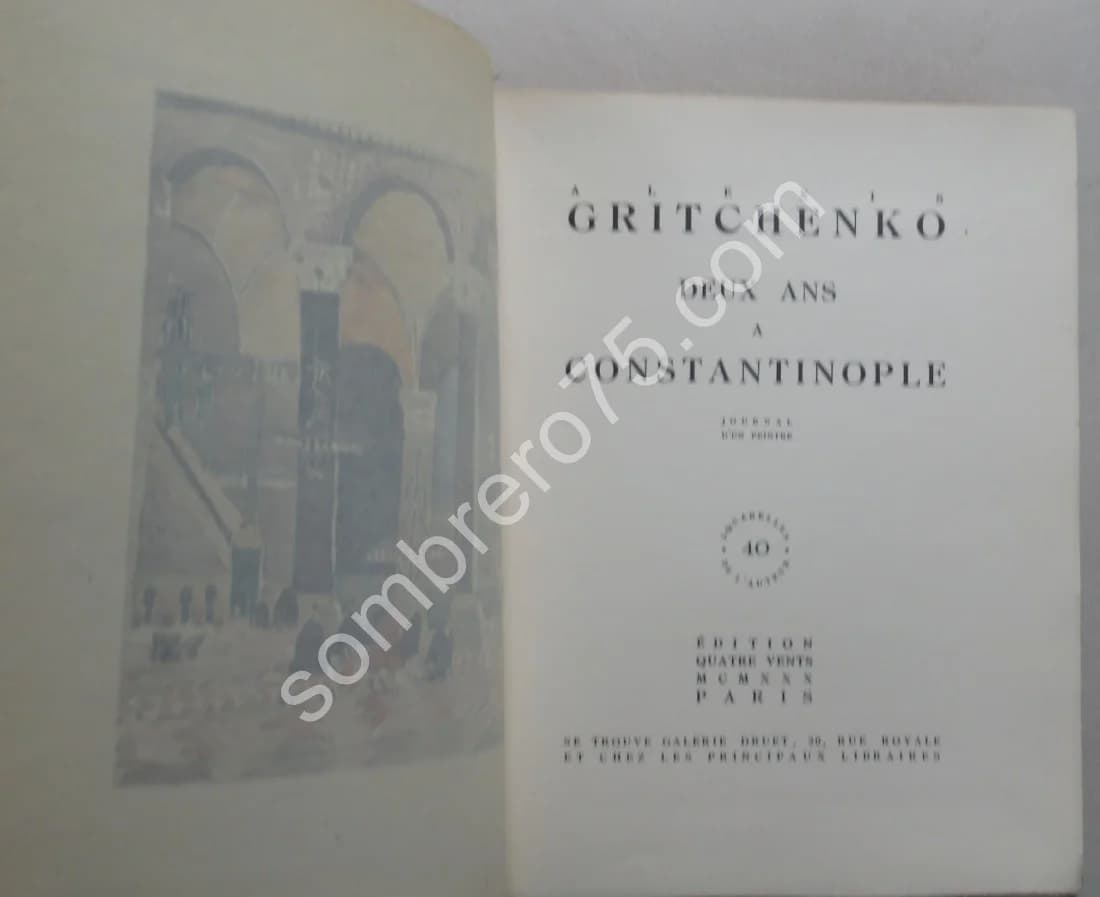 ALEXIS
GRITCHENKO
DEUX ANS
A
CONSTANTINOPLE
JOURNAL
D'UN PEINTRE
AQUARELLES DE L'AUTEUR
40
ÉDITION
QUATRE VENTS
MCMXXX
PARIS
SE TROUVE GALERIE DRUET, 20, RUE ROYALE
ET CHEZ LES PRINCIPAUX LIBRAIRES
sombrero75.com